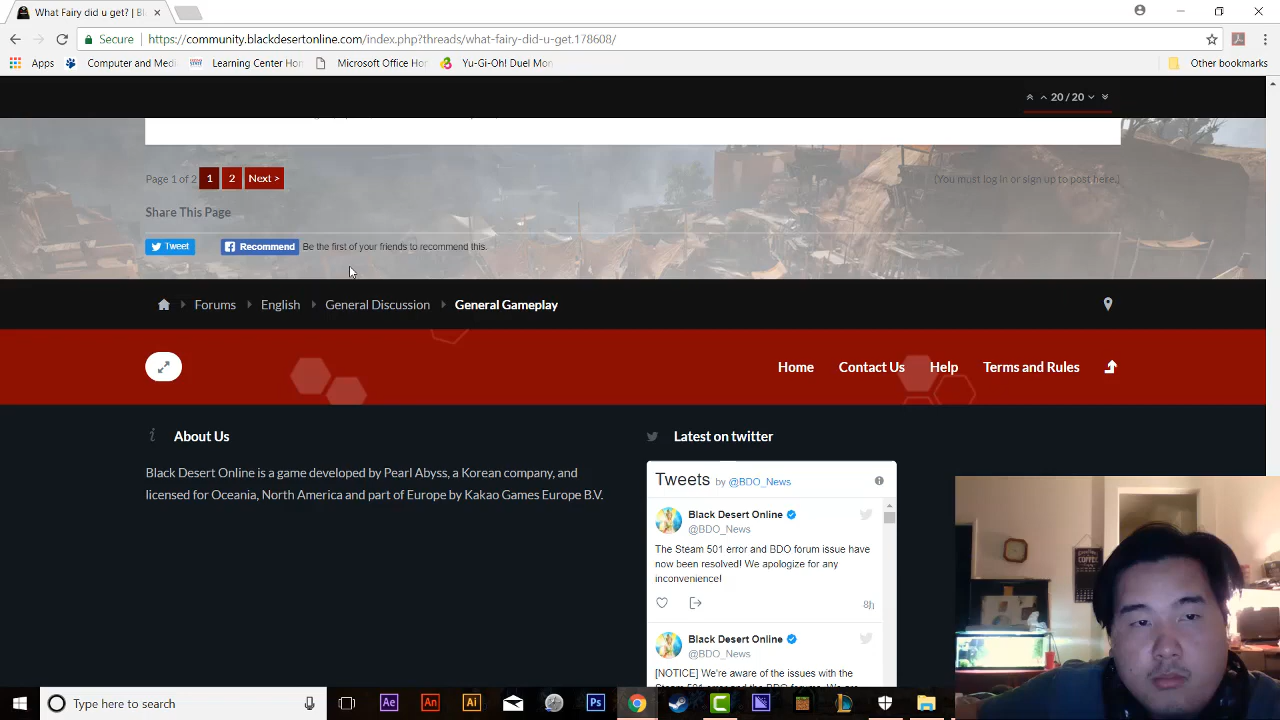 What Fairy did u get? | Bl
Secure
https://community.blackdesertonline.com/index.php?threads/what-fairy-did-u-get.178608/
Apps
Computer and Med
Learning Center Hon
Microsoft Office Hon
Yu-Gi-Oh! Duel Mon
Other bookmarks
20 / 20
Page 1 of 2
1
2
Next >
[You must log in or sign up to post here.]
Share This Page
Tweet
Recommend
Be the first of your friends to recommend this.
Forums
English
General Discussion
General Gameplay
Home
Contact Us
Help
Terms and Rules
About Us
Black Desert Online is a game developed by Pearl Abyss, a Korean company, and
licensed for Oceania, North America and part of Europe by Kakao Games Europe B.V.
Latest on twitter
Tweets by @BDO_News
Black Desert Online
@BDO_News
The Steam 501 error and BDO forum issue have
now been resolved! We apologize for any
inconvenience!
8h
Black Desert Online
@BDO_News
[NOTICE] We're aware of the issues with the
COFFEE
Type here to search
Ae
An
Ai
Ps